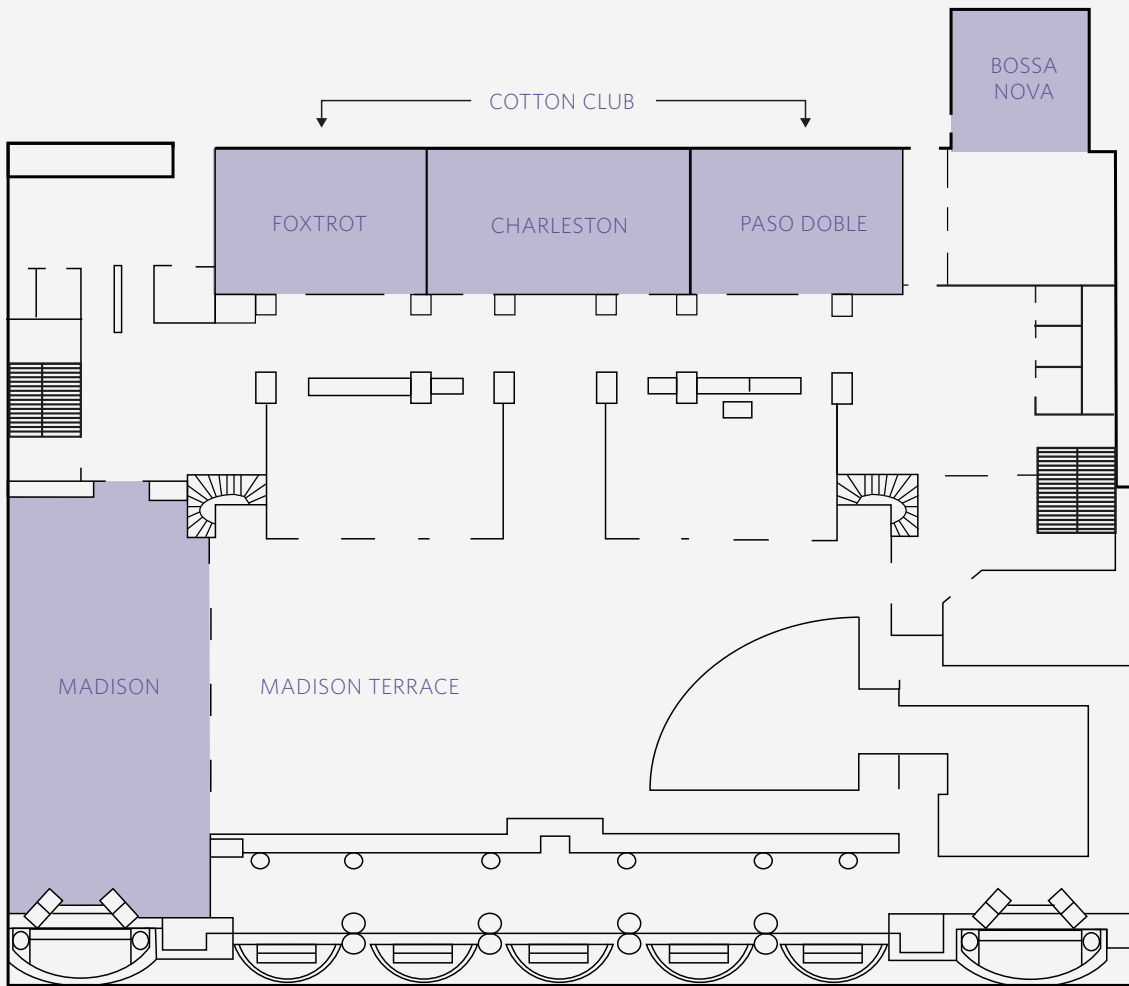 BOSSA
NOVA
COTTON CLUB
FOXTROT
CHARLESTON
PASO DOBLE
MADISON
MADISON TERRACE